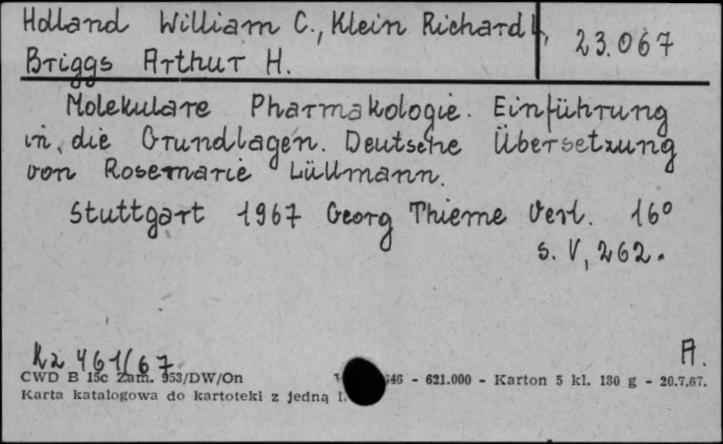 Holland William C., Klein Richard L,
23.067
Briggs Arthur H.
Molekulare Pharmakologie. Einführung
in die Grundlagen. Deutsche Übersetzung
von Rosemarie Lüllmann.
Stuttgart 1967 Georg Thieme Verl. 16°
s. V, 262.
Kz 461/67
A.
CWD B 15c Zam. 953/DW/On 646 - 621.000 - Karton 5 kl. 180 g - 20.7.67.
Karta katalogowa do kartoteki z jedną